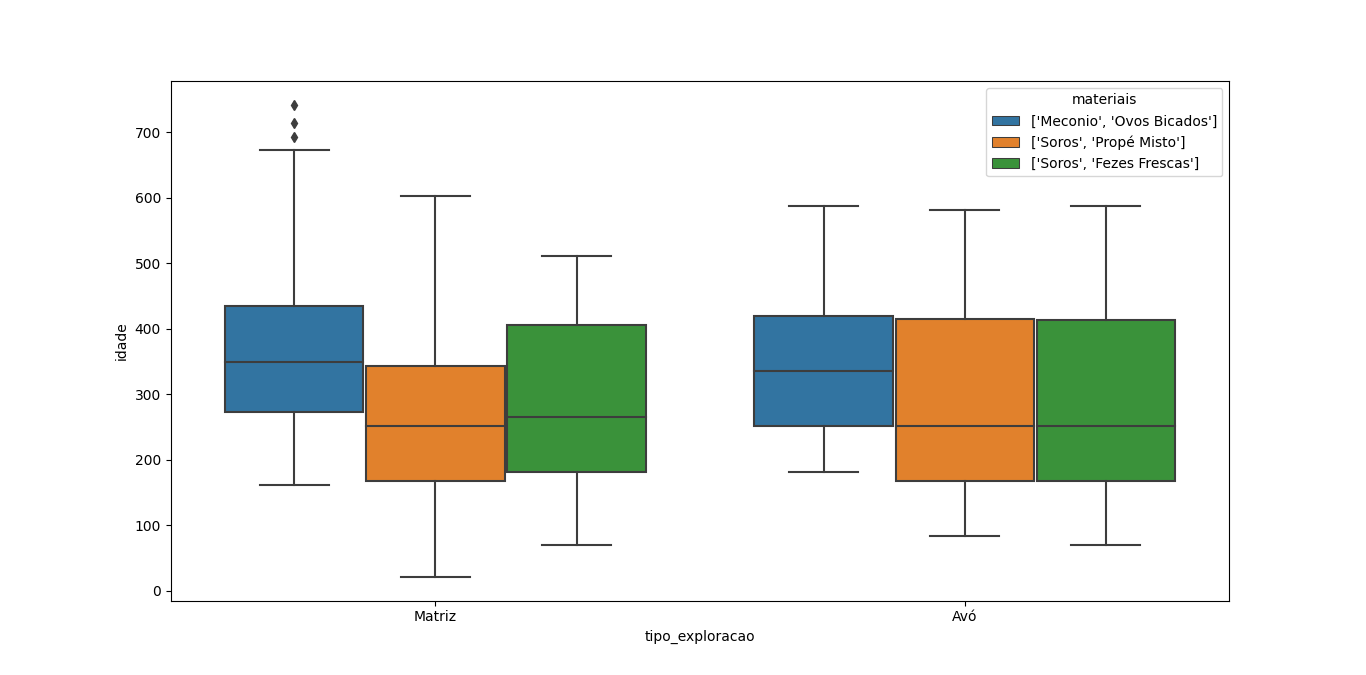 materiais
['Meconio', 'Ovos Bicados']
['Soros', 'Propé Misto']
['Soros', 'Fezes Frescas']
700
600
500
400
300
200
100
0
idade
Matriz
Avó
tipo_exploracao